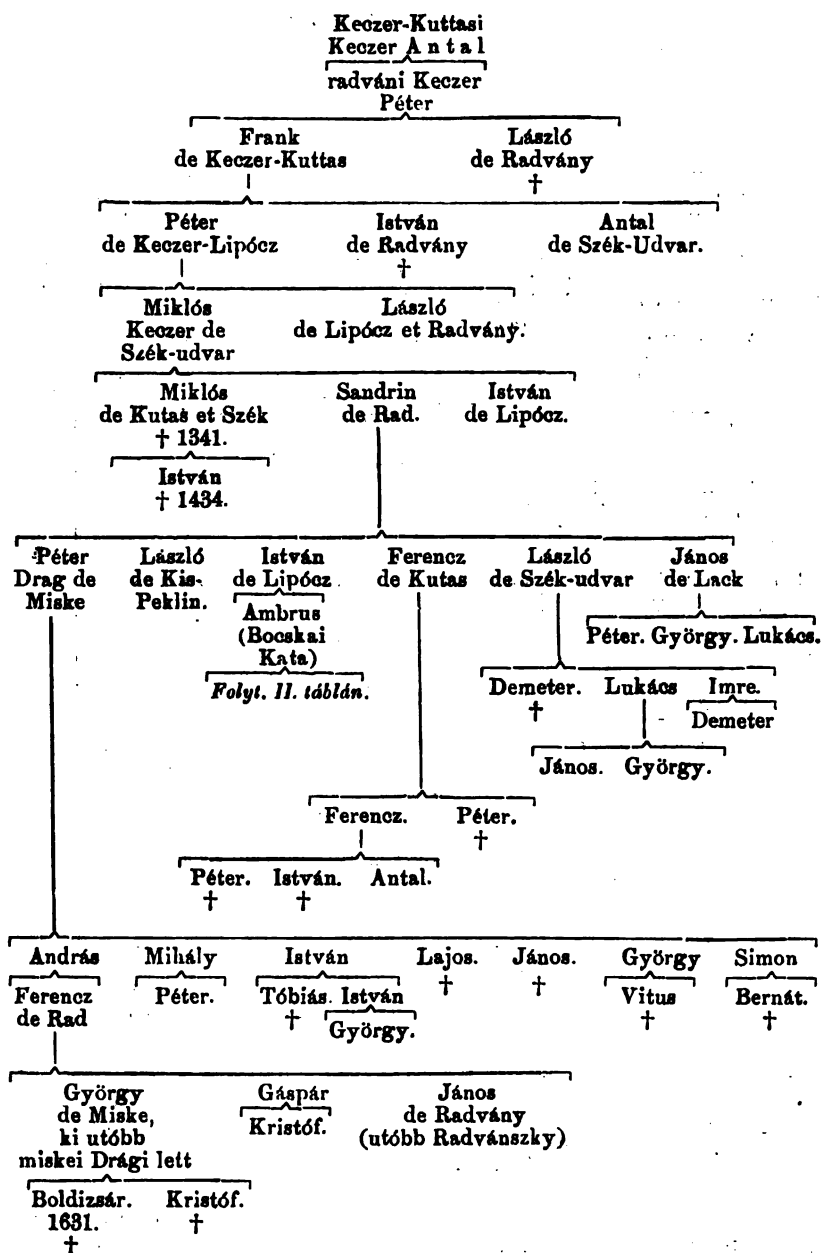 Keczer-Kuttasi
Keczer Antal
radváni Keczer
Péter
Frank László
de Keczer-Kuttas de Radvány
†
Péter István Antal
de Keczer-Lipócz de Radvány de Szék-Udvar.
†
Miklós László
Keczer de de Lipócz et Radvány.
Szék-udvar
Miklós Sandrin István
de Kutas et Szék de Rad. de Lipócz.
† 1341.
István
† 1434.
Péter László István Ferencz László János
Drag de de Kis- de Lipócz de Kutas de Szék-udvar de Lack
Miske Peklin.
Ambrus Péter. György. Lukács.
(Bocskai
Kata)
Folyt. II. táblán. Demeter. Lukács Imre.
† Demeter
János. György.
Ferencz. Péter.
†
Péter. István. Antal.
† †
András Mihály István Lajos. János. György Simon
† †
Ferencz Péter. Tóbiás. István Vitus Bernát.
de Rad † György. † †
György Gáspár János
de Miske, Kristóf. de Radvány
ki utóbb (utóbb Radvánszky)
miskei Drági lett
Boldizsár. Kristóf.
1631. †
†